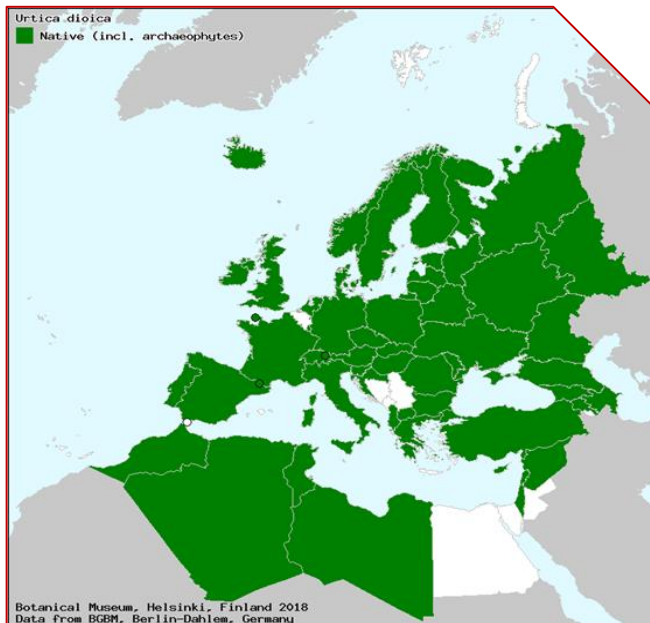 Urtica dioica
Native (incl. archaeophytes)
Botanical Museum, Helsinki, Finland 2018
Data from BGBM, Berlin-Dahlem, Germany